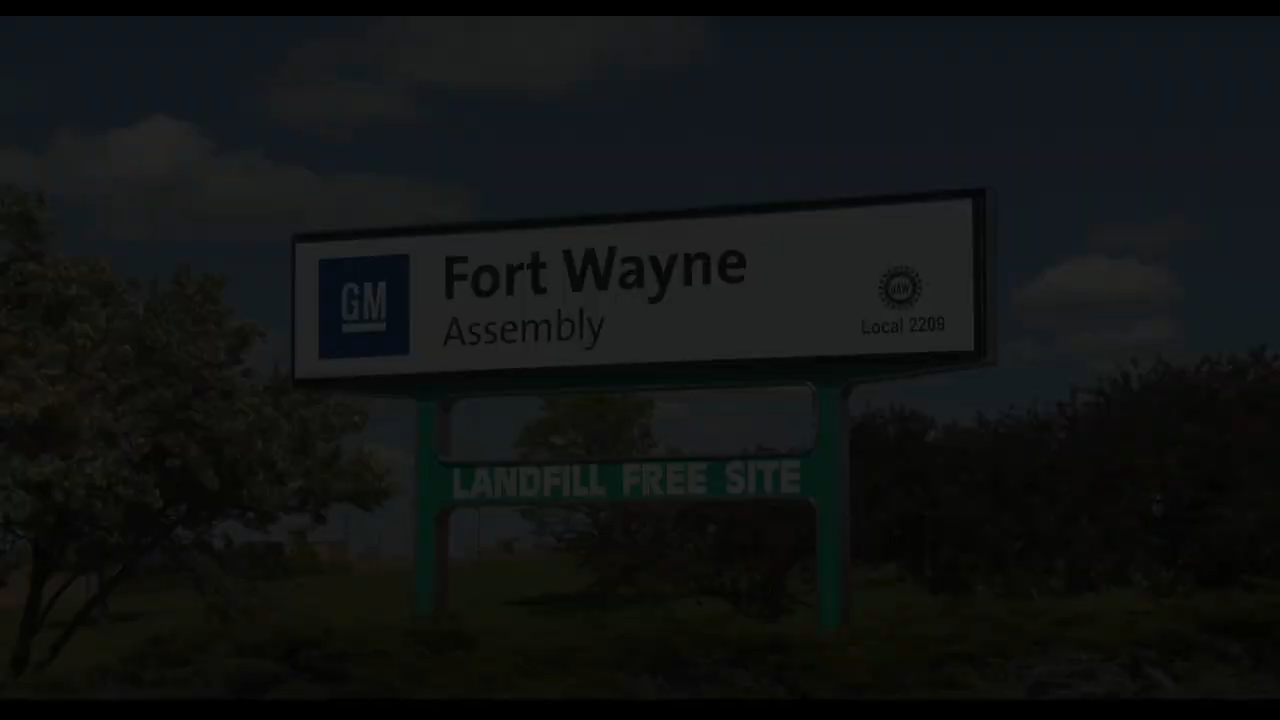 GM
Fort Wayne
Assembly
UAW
Local 2209
LANDFILL FREE SITE